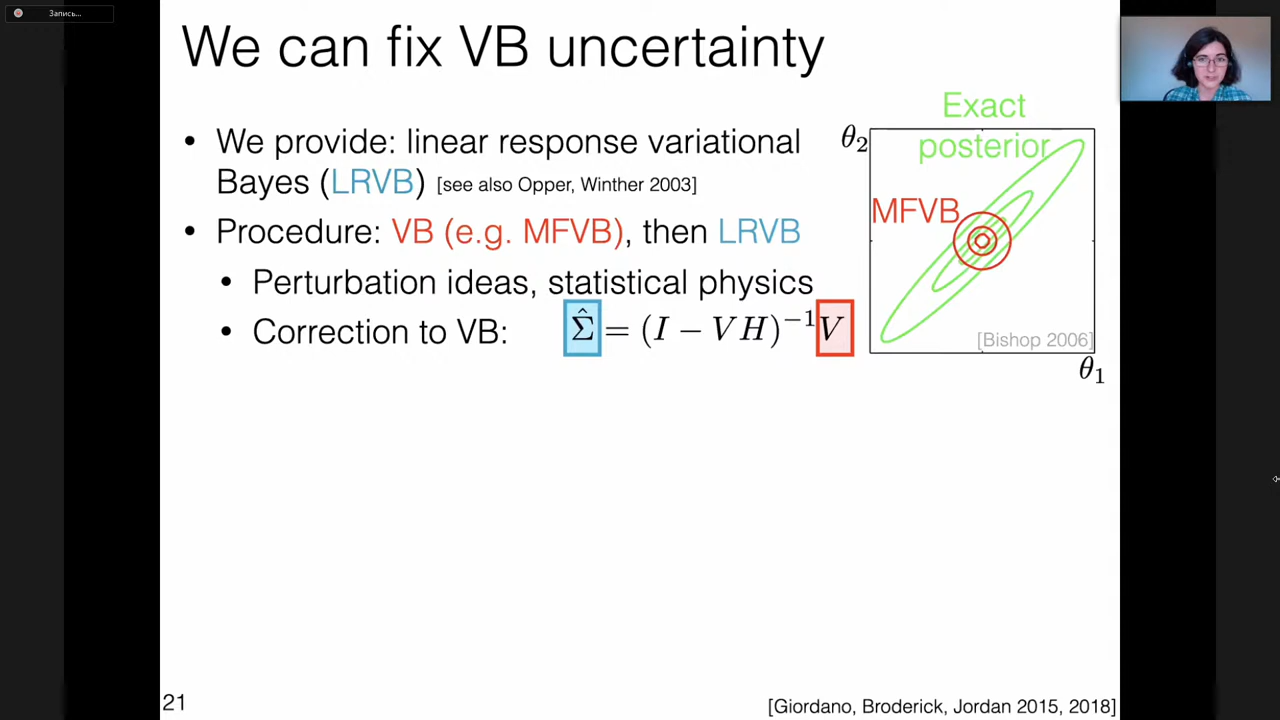 Запись...
We can fix VB uncertainty
• We provide: linear response variational
Bayes (LRVB) [see also Opper, Winther 2003]
• Procedure: VB (e.g. MFVB), then LRVB
• Perturbation ideas, statistical physics
• Correction to VB: Σ̂ = (I − VH)⁻¹V
Exact
posterior
θ₂
MFVB
[Bishop 2006]
θ₁
21
[Giordano, Broderick, Jordan 2015, 2018]